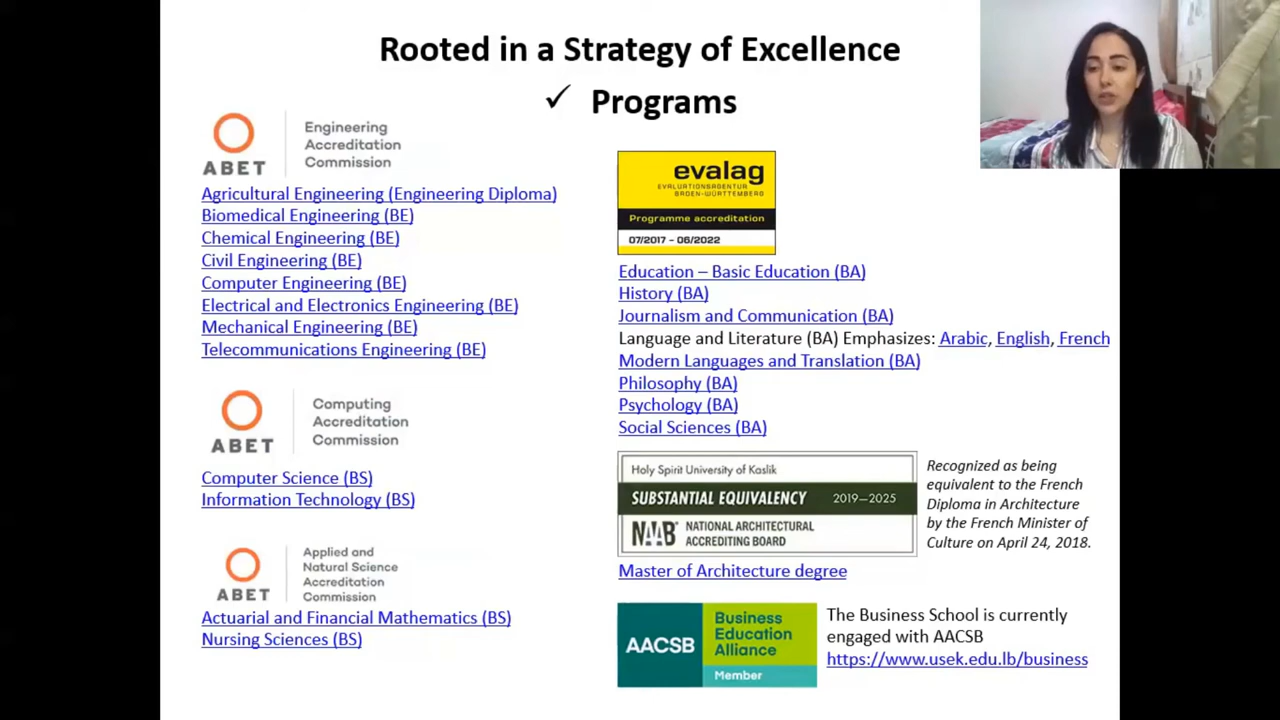 Rooted in a Strategy of Excellence
✓ Programs
ABET
Engineering
Accreditation
Commission
Agricultural Engineering (Engineering Diploma)
Biomedical Engineering (BE)
Chemical Engineering (BE)
Civil Engineering (BE)
Computer Engineering (BE)
Electrical and Electronics Engineering (BE)
Mechanical Engineering (BE)
Telecommunications Engineering (BE)
ABET
Computing
Accreditation
Commission
Computer Science (BS)
Information Technology (BS)
ABET
Applied and
Natural Science
Accreditation
Commission
Actuarial and Financial Mathematics (BS)
Nursing Sciences (BS)
evalag
EVALUATIONSAGENTUR
BADEN-WÜRTTEMBERG
Programme accreditation
07/2017 - 06/2022
Education – Basic Education (BA)
History (BA)
Journalism and Communication (BA)
Language and Literature (BA) Emphasizes: Arabic, English, French
Modern Languages and Translation (BA)
Philosophy (BA)
Psychology (BA)
Social Sciences (BA)
Holy Spirit University of Kaslik
SUBSTANTIAL EQUIVALENCY 2019—2025
NAAB NATIONAL ARCHITECTURAL
ACCREDITING BOARD
Recognized as being
equivalent to the French
Diploma in Architecture
by the French Minister of
Culture on April 24, 2018.
Master of Architecture degree
AACSB
Business
Education
Alliance
Member
The Business School is currently
engaged with AACSB
https://www.usek.edu.lb/business